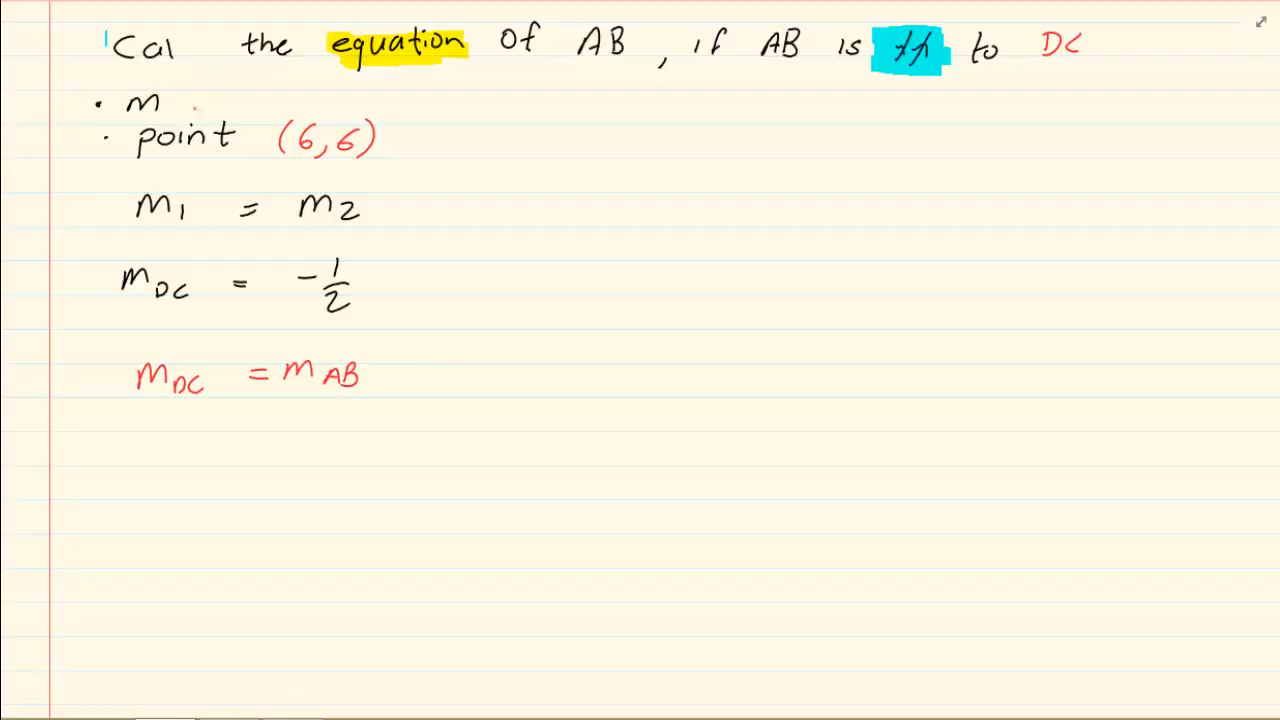 Cal the equation of AB, if AB is // to DC
• m
• point (6,6)
m1 = m2
mDC = -1/2
mDC = mAB